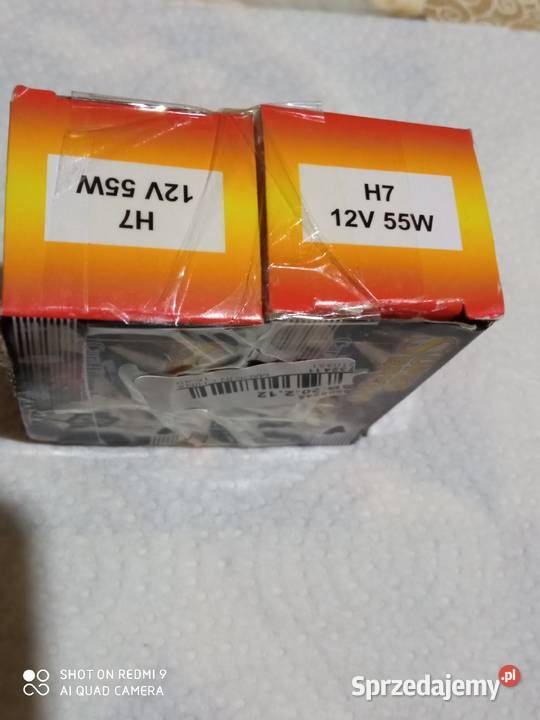 H7
12V 55W
H7
12V 55W
SHOT ON REDMI 9
AI QUAD CAMERA
Sprzedajemy.pl